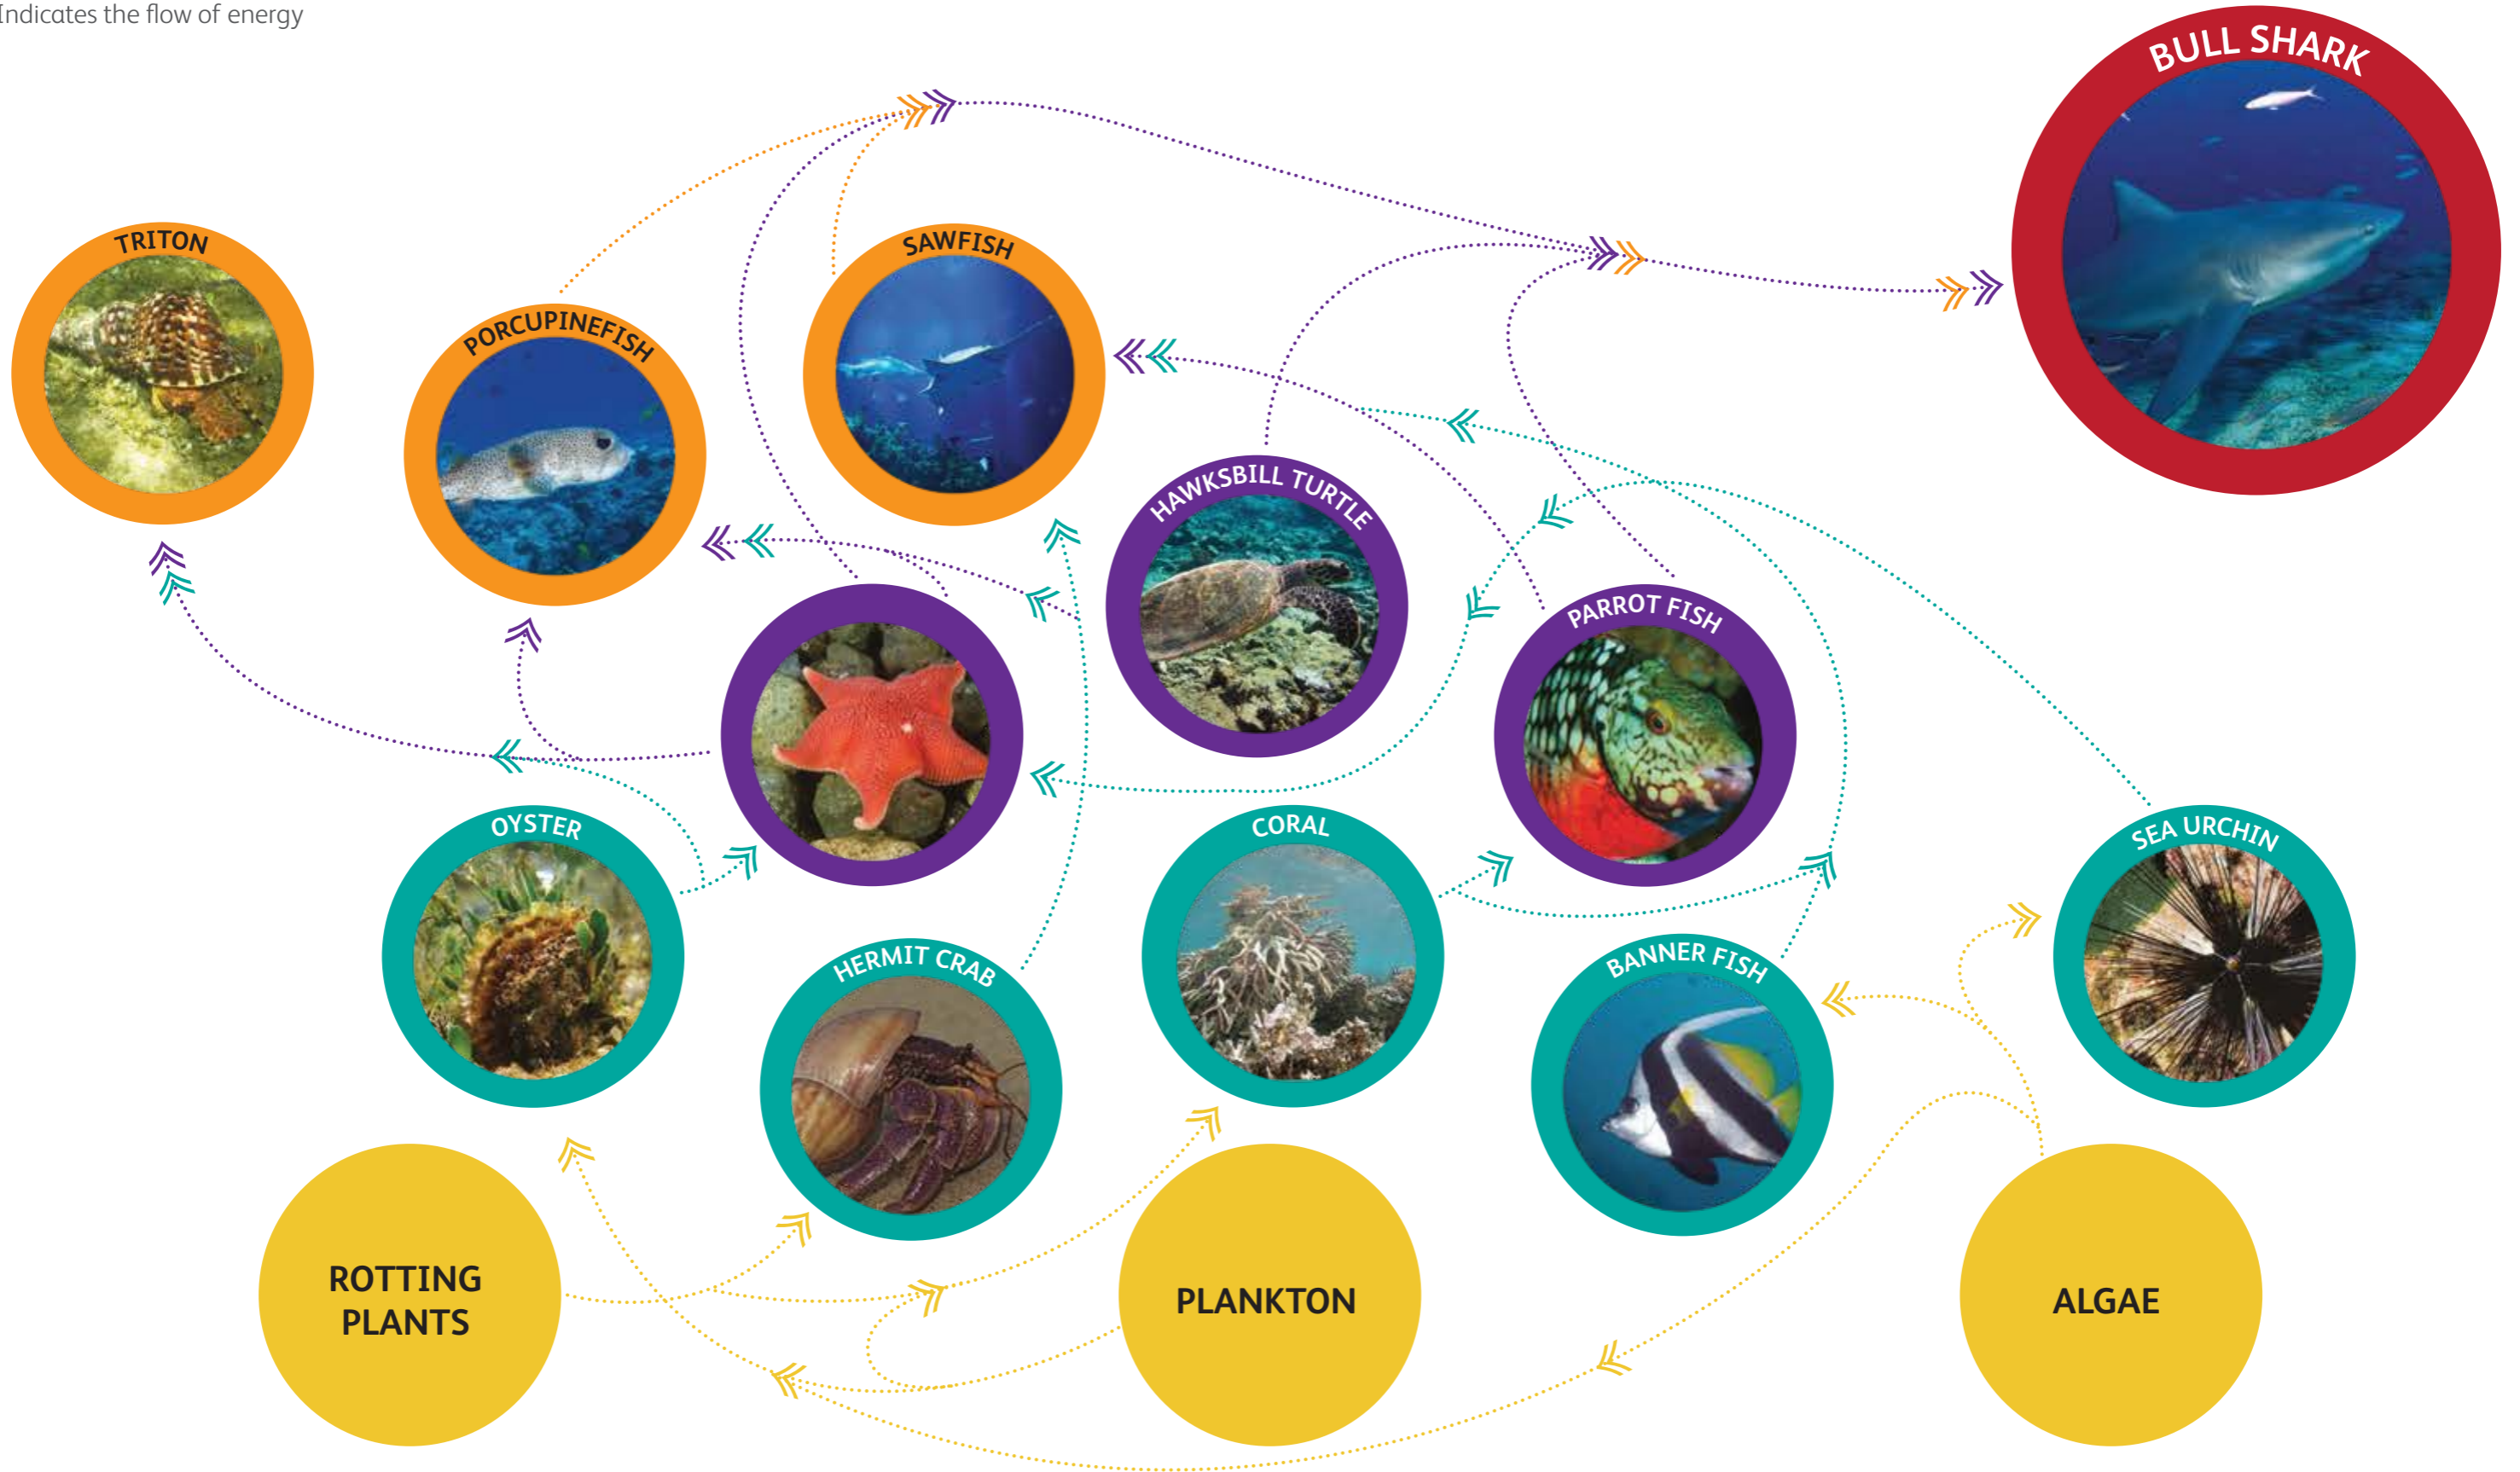 Indicates the flow of energy
BULL SHARK
TRITON
SAWFISH
PORCUPINEFISH
HAWKSBILL TURTLE
PARROT FISH
OYSTER
CORAL
SEA URCHIN
HERMIT CRAB
BANNER FISH
ROTTING
PLANTS
PLANKTON
ALGAE